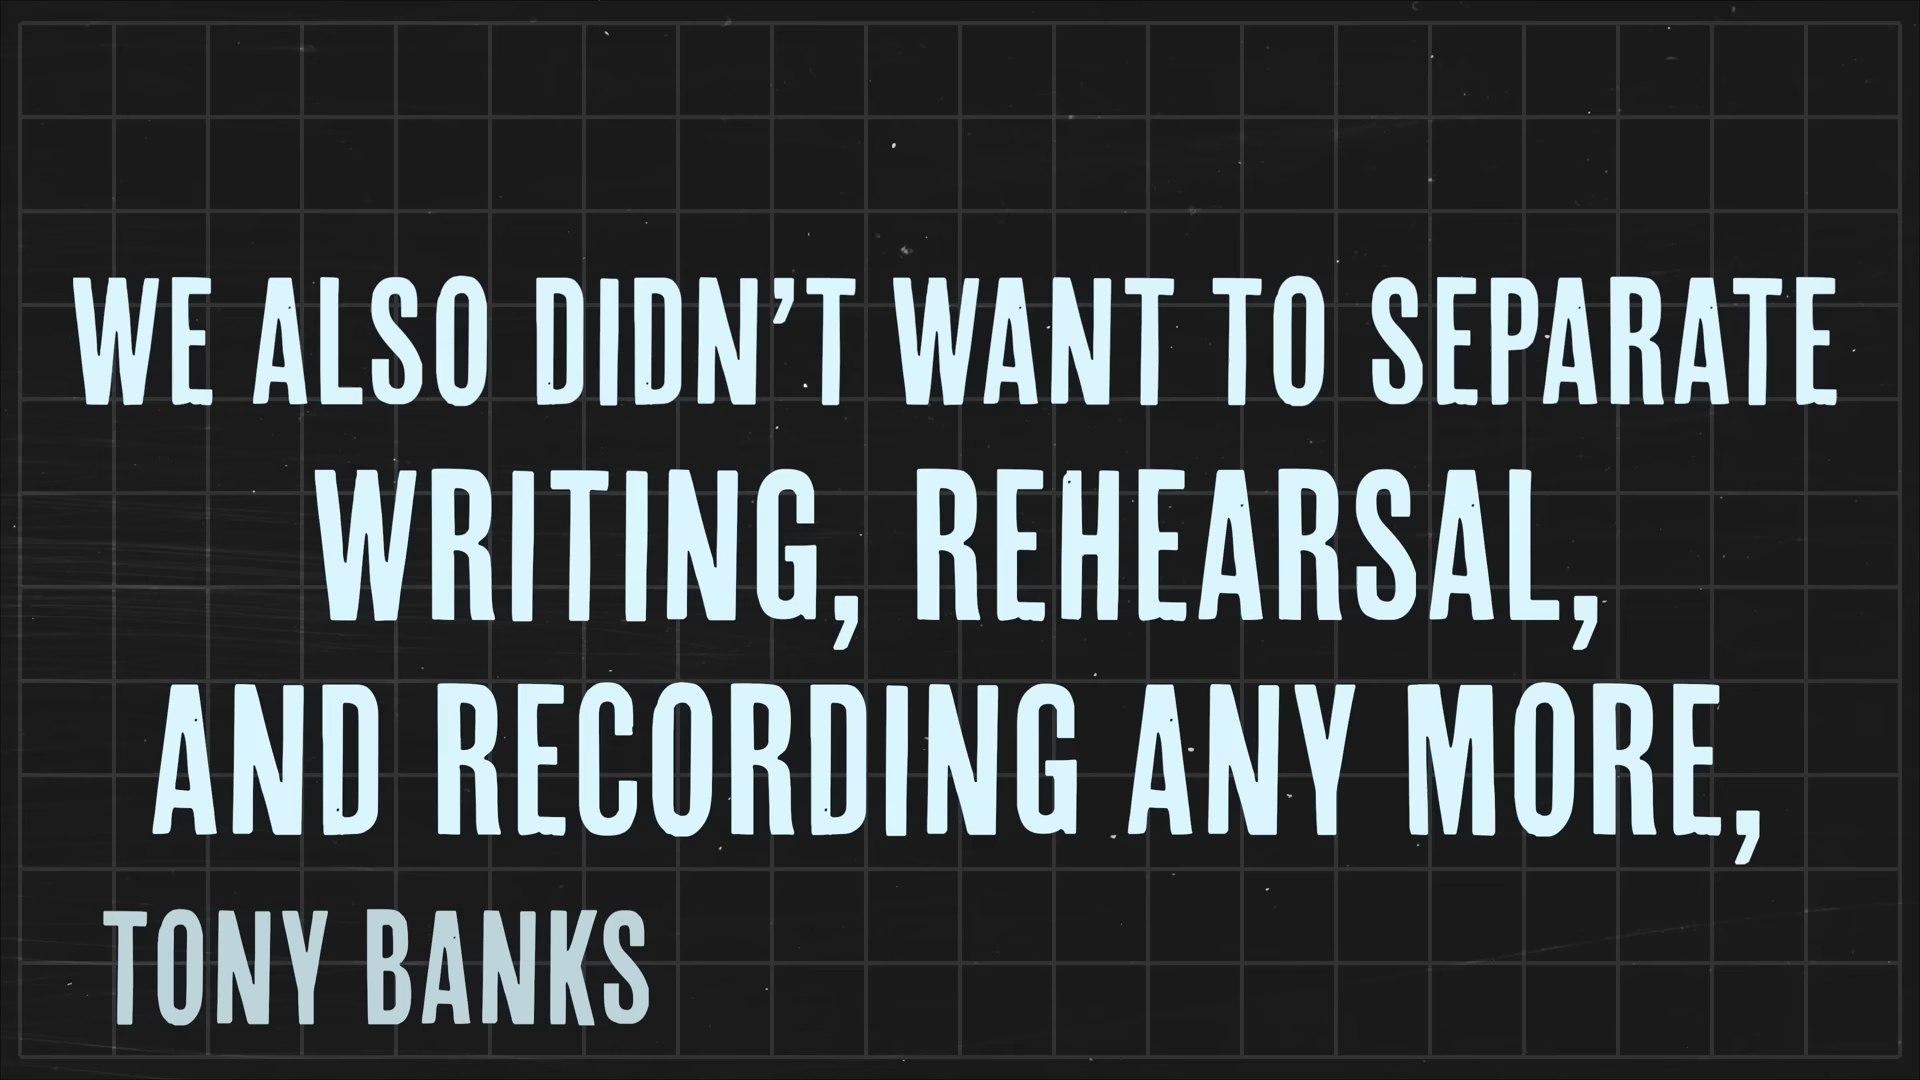 WE ALSO DIDN’T WANT TO SEPARATE
WRITING, REHEARSAL,
AND RECORDING ANY MORE,
TONY BANKS